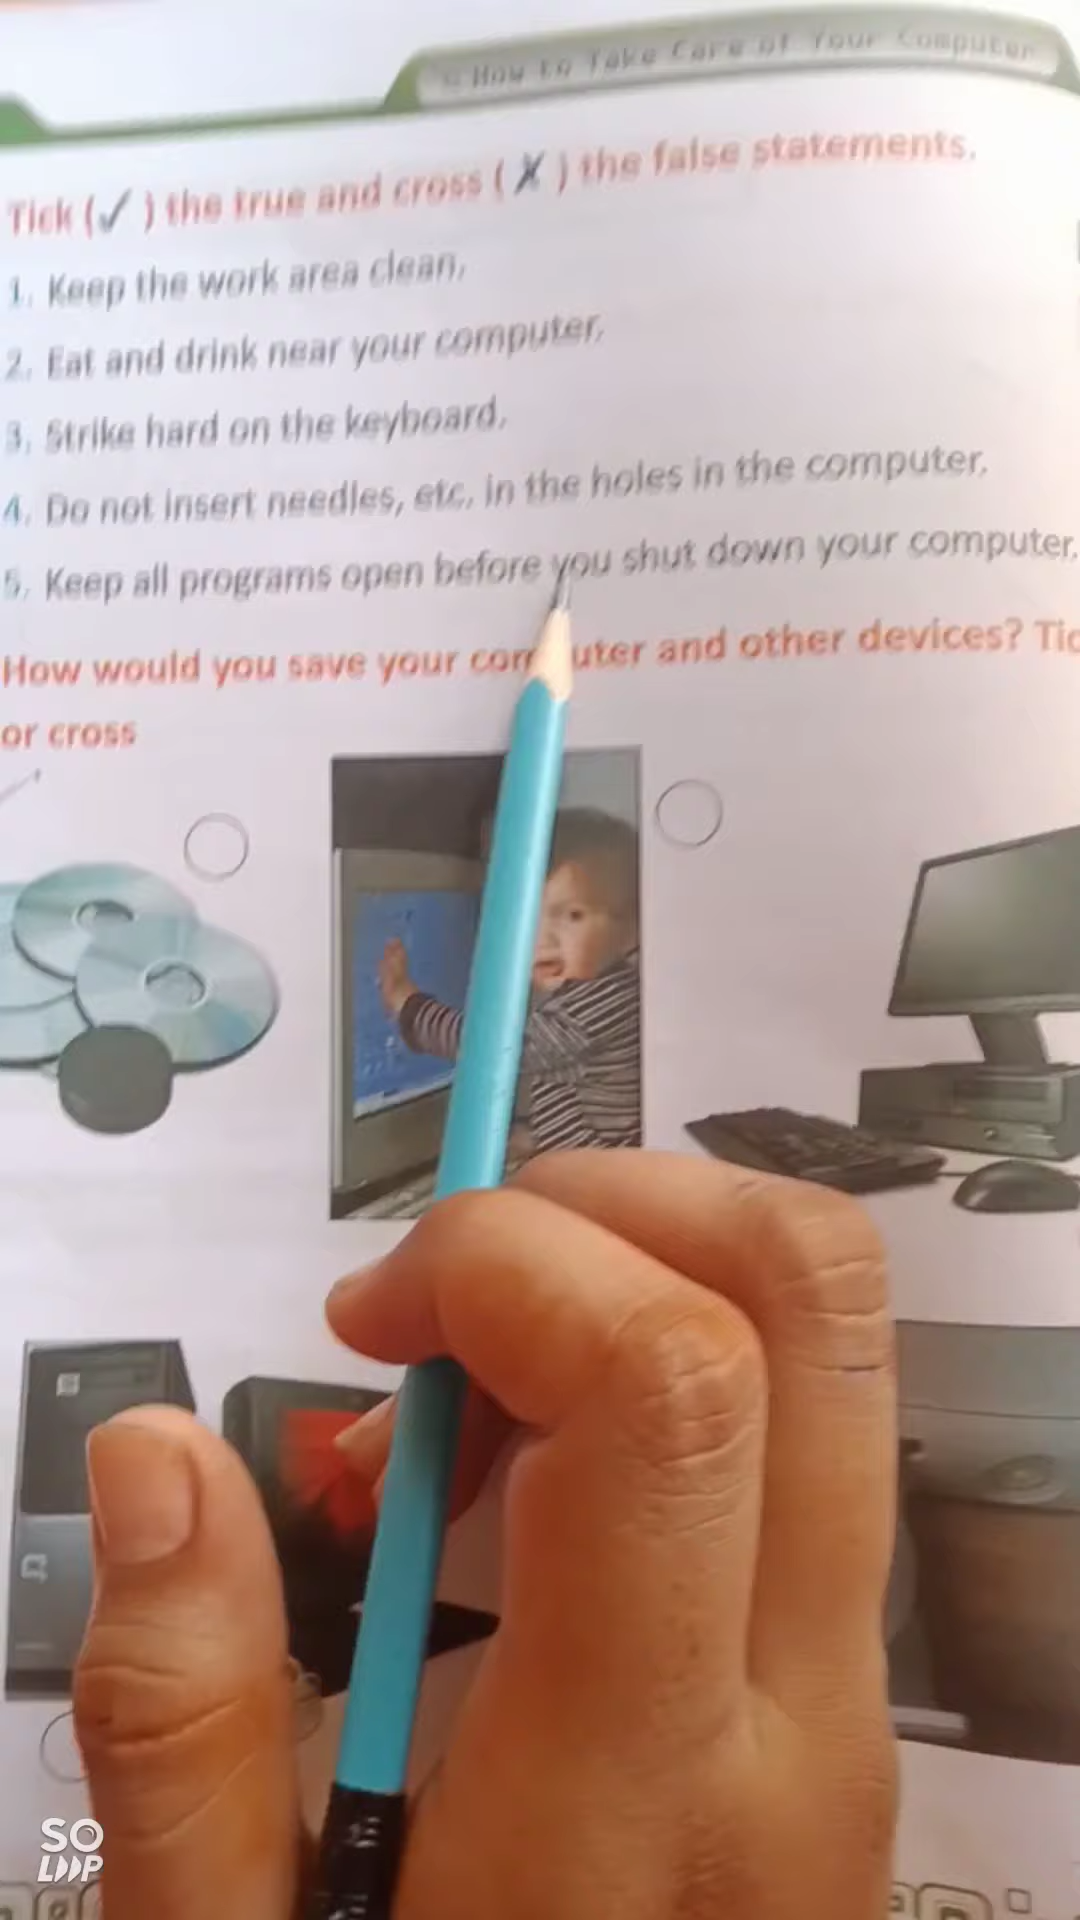 How to Take Care of Your Computer
Tick (✓) the true and cross (✗) the false statements.
1. Keep the work area clean.
2. Eat and drink near your computer.
3. Strike hard on the keyboard.
4. Do not insert needles, etc. in the holes in the computer.
5. Keep all programs open before you shut down your computer.
How would you save your com uter and other devices? Tic
or cross
SO
LOOP